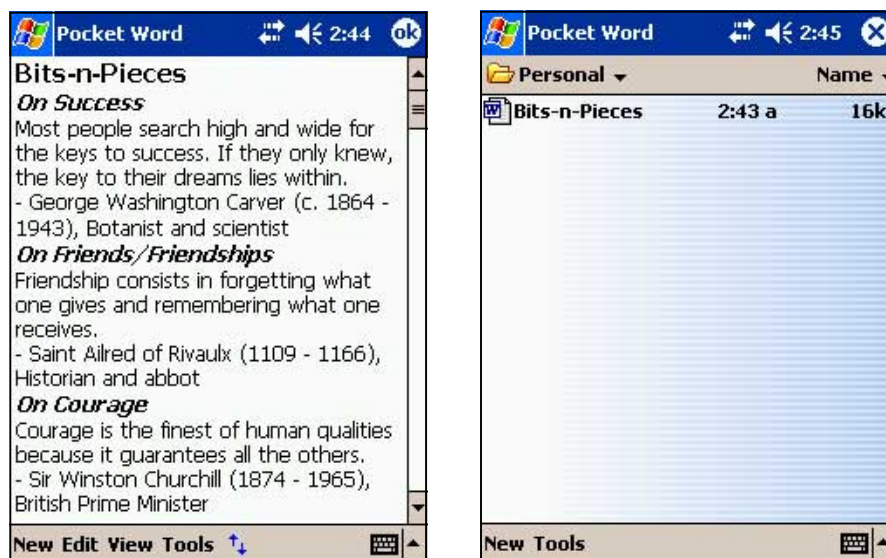 Pocket Word 2:44 ok
Bits-n-Pieces
On Success
Most people search high and wide for
the keys to success. If they only knew,
the key to their dreams lies within.
- George Washington Carver (c. 1864 -
1943), Botanist and scientist
On Friends/Friendships
Friendship consists in forgetting what
one gives and remembering what one
receives.
- Saint Ailred of Rivaulx (1109 - 1166),
Historian and abbot
On Courage
Courage is the finest of human qualities
because it guarantees all the others.
- Sir Winston Churchill (1874 - 1965),
British Prime Minister
New Edit View Tools
Pocket Word 2:45
Personal Name
Bits-n-Pieces 2:43 a 16k
New Tools